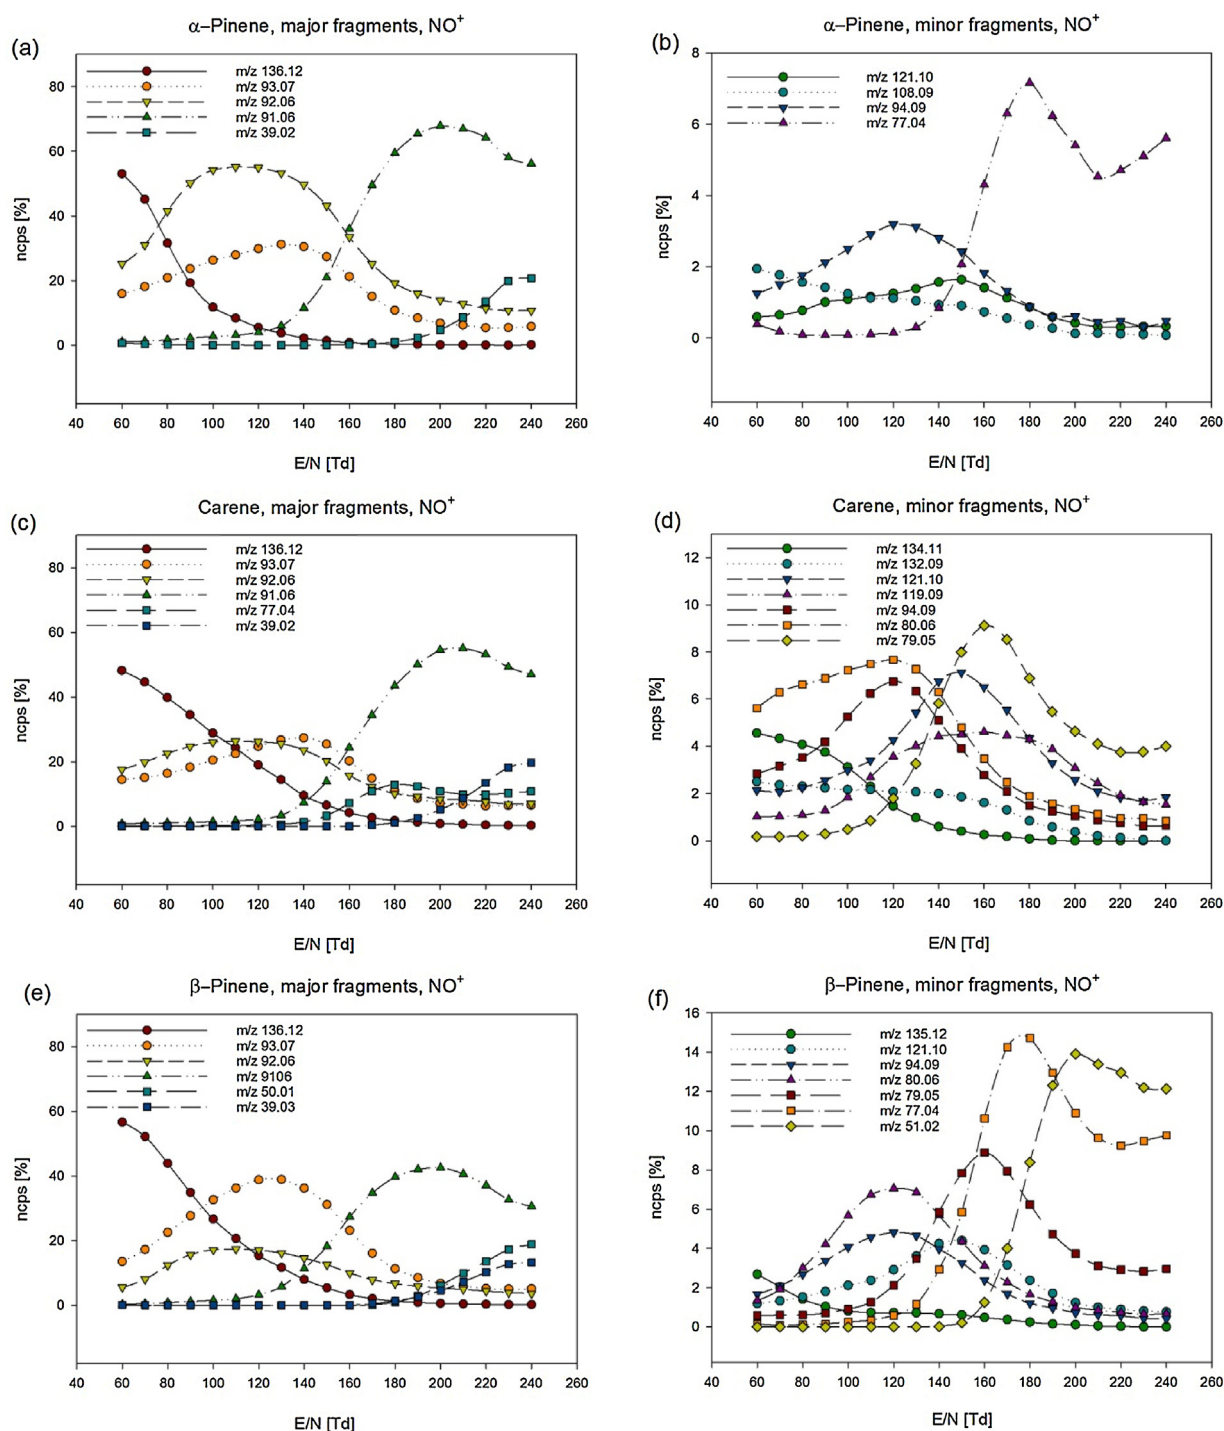 (a)
α–Pinene, major fragments, NO+
m/z 136.12
m/z 93.07
m/z 92.06
m/z 91.06
m/z 39.02
ncps [%]
80
60
40
20
0
40 60 80 100 120 140 160 180 200 220 240 260
E/N [Td]
(b)
α–Pinene, minor fragments, NO+
m/z 121.10
m/z 108.09
m/z 94.09
m/z 77.04
ncps [%]
8
6
4
2
0
40 60 80 100 120 140 160 180 200 220 240 260
E/N [Td]
(c)
Carene, major fragments, NO+
m/z 136.12
m/z 93.07
m/z 92.06
m/z 91.06
m/z 77.04
m/z 39.02
ncps [%]
80
60
40
20
0
40 60 80 100 120 140 160 180 200 220 240 260
E/N [Td]
(d)
Carene, minor fragments, NO+
m/z 134.11
m/z 132.09
m/z 121.10
m/z 119.09
m/z 94.09
m/z 80.06
m/z 79.05
ncps [%]
12
10
8
6
4
2
0
40 60 80 100 120 140 160 180 200 220 240 260
E/N [Td]
(e)
β–Pinene, major fragments, NO+
m/z 136.12
m/z 93.07
m/z 92.06
m/z 9106
m/z 50.01
m/z 39.03
ncps [%]
80
60
40
20
0
40 60 80 100 120 140 160 180 200 220 240 260
E/N [Td]
(f)
β–Pinene, minor fragments, NO+
m/z 135.12
m/z 121.10
m/z 94.09
m/z 80.06
m/z 79.05
m/z 77.04
m/z 51.02
ncps [%]
16
14
12
10
8
6
4
2
0
40 60 80 100 120 140 160 180 200 220 240 260
E/N [Td]